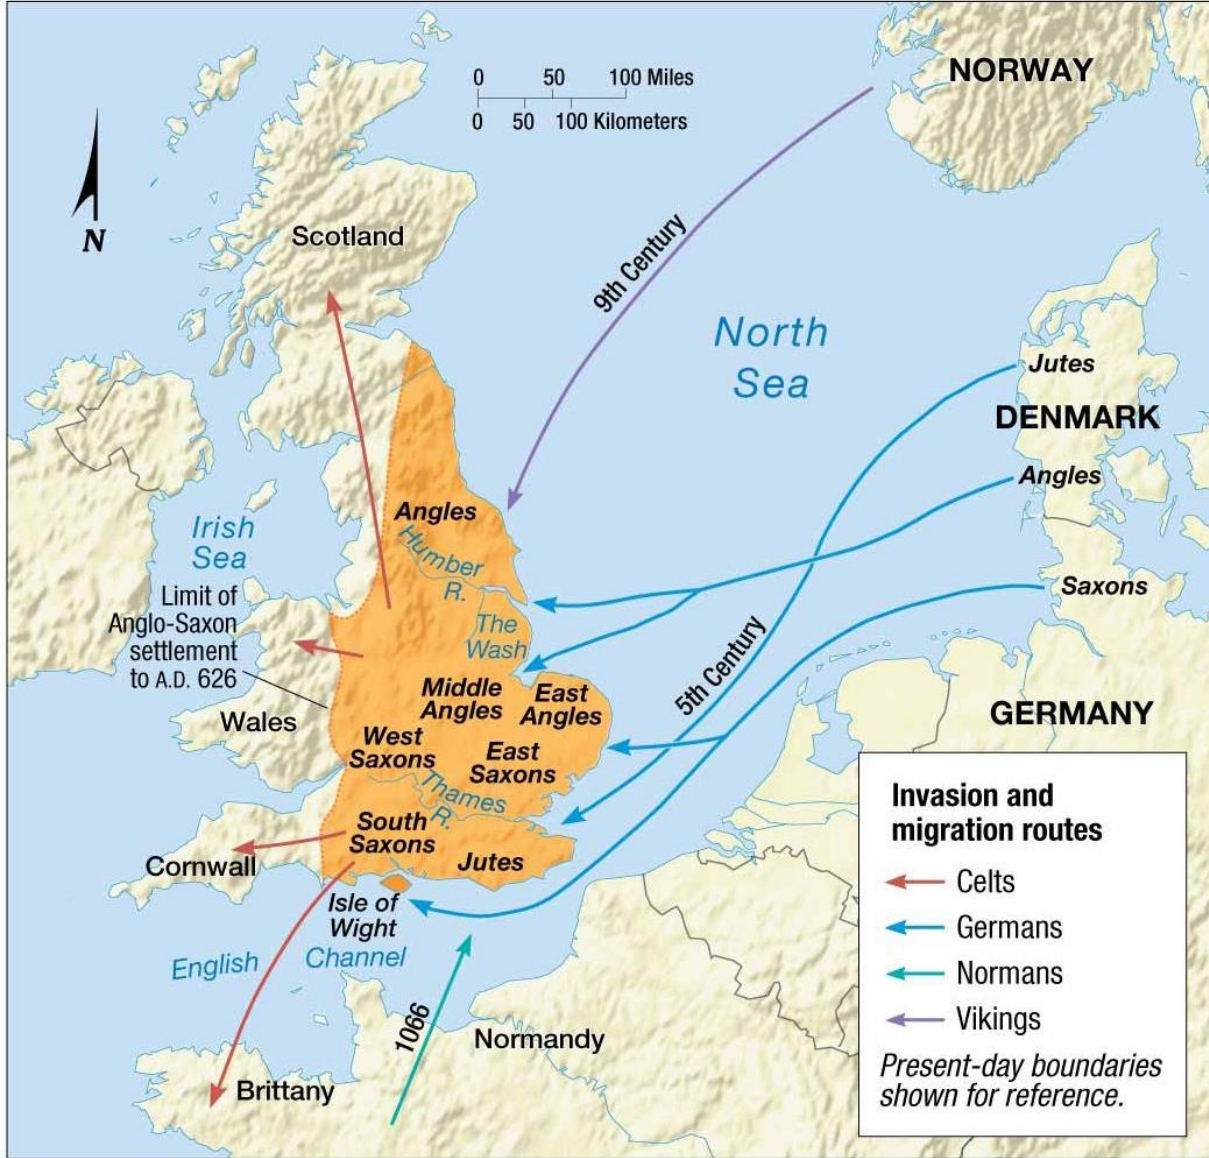 NORWAY
0 50 100 Miles
0 50 100 Kilometers
N
Scotland
9th Century
North
Sea
Jutes
DENMARK
Angles
Angles
Humber
R.
Irish
Sea
Saxons
Limit of
Anglo-Saxon
settlement
to A.D. 626
The
Wash
5th Century
Middle
Angles
East
Angles
Wales
West
Saxons
East
Saxons
GERMANY
Thames
R.
South
Saxons
Jutes
Cornwall
Isle of
Wight
English Channel
1066
Normandy
Brittany
Invasion and
migration routes
Celts
Germans
Normans
Vikings
Present-day boundaries
shown for reference.